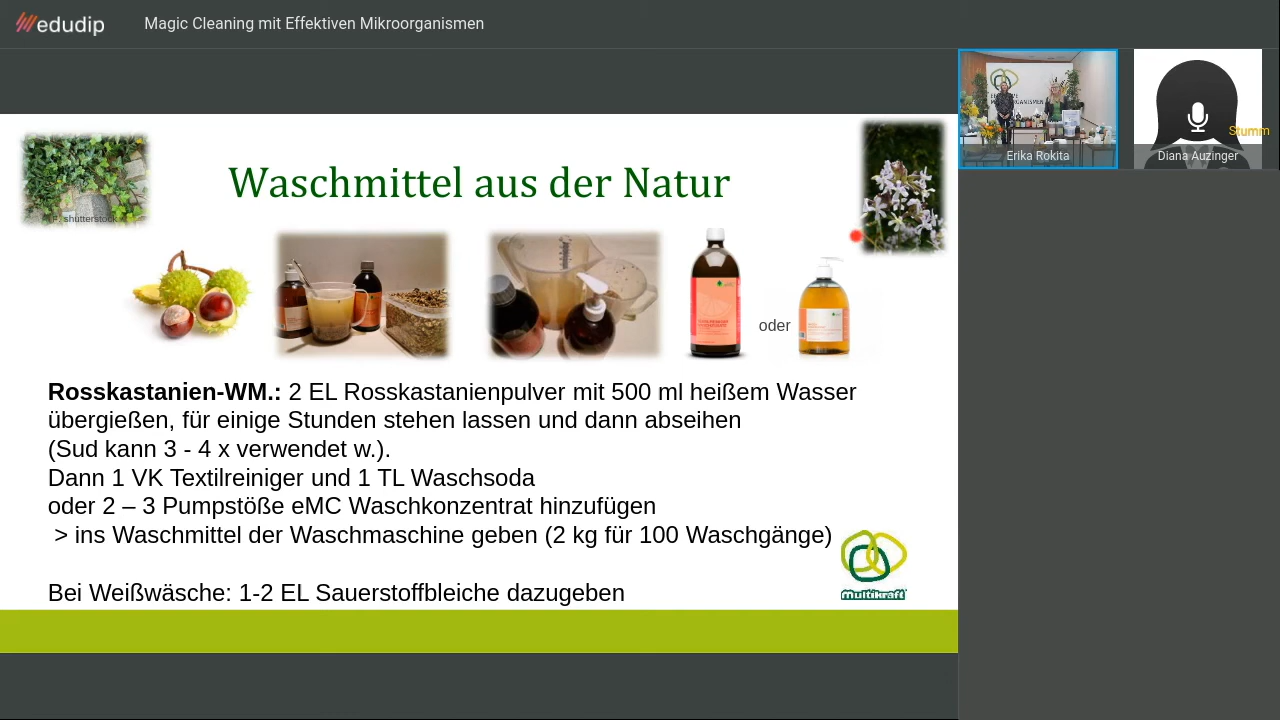 edudip
Magic Cleaning mit Effektiven Mikroorganismen
Erika Rokita
Stumm
Diana Auzinger
shutterstock
Waschmittel aus der Natur
oder
Rosskastanien-WM.: 2 EL Rosskastanienpulver mit 500 ml heißem Wasser
übergießen, für einige Stunden stehen lassen und dann abseihen
(Sud kann 3 - 4 x verwendet w.).
Dann 1 VK Textilreiniger und 1 TL Waschsoda
oder 2 – 3 Pumpstöße eMC Waschkonzentrat hinzufügen
> ins Waschmittel der Waschmaschine geben (2 kg für 100 Waschgänge)
Bei Weißwäsche: 1-2 EL Sauerstoffbleiche dazugeben
multikraft